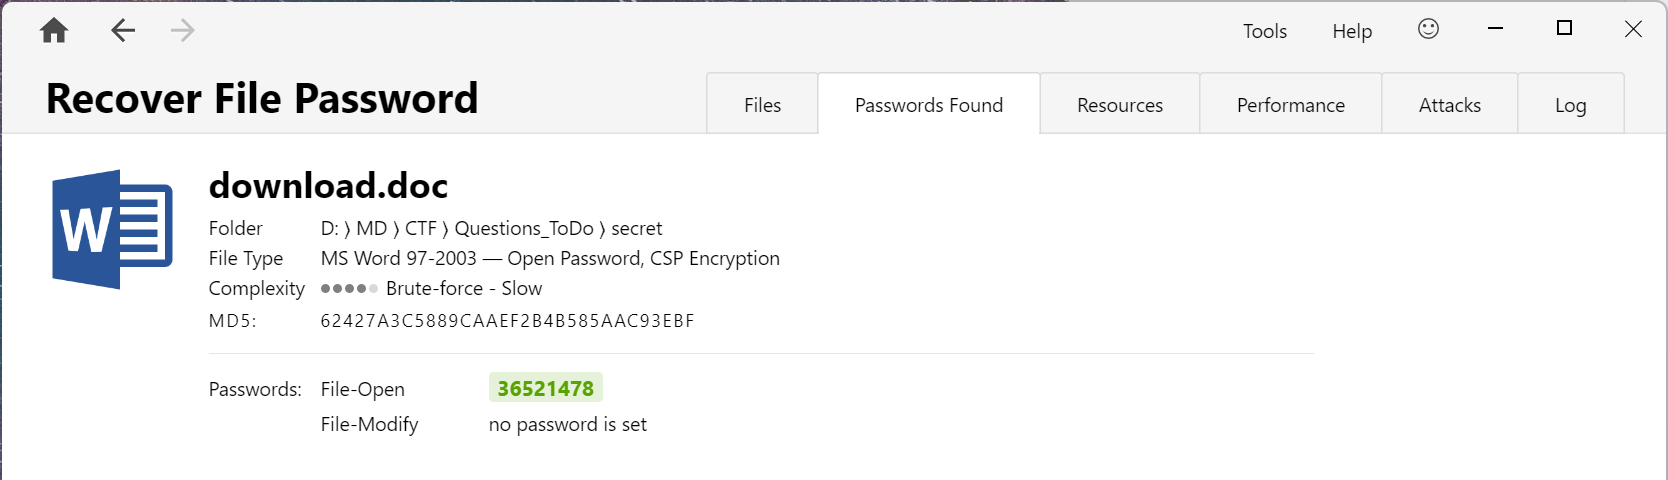 Tools Help
Recover File Password
Files Passwords Found Resources Performance Attacks Log
W
download.doc
Folder D: ⟩ MD ⟩ CTF ⟩ Questions_ToDo ⟩ secret
File Type MS Word 97-2003 — Open Password, CSP Encryption
Complexity Brute-force - Slow
MD5: 62427A3C5889CAAEF2B4B585AAC93EBF
Passwords: File-Open 36521478
File-Modify no password is set